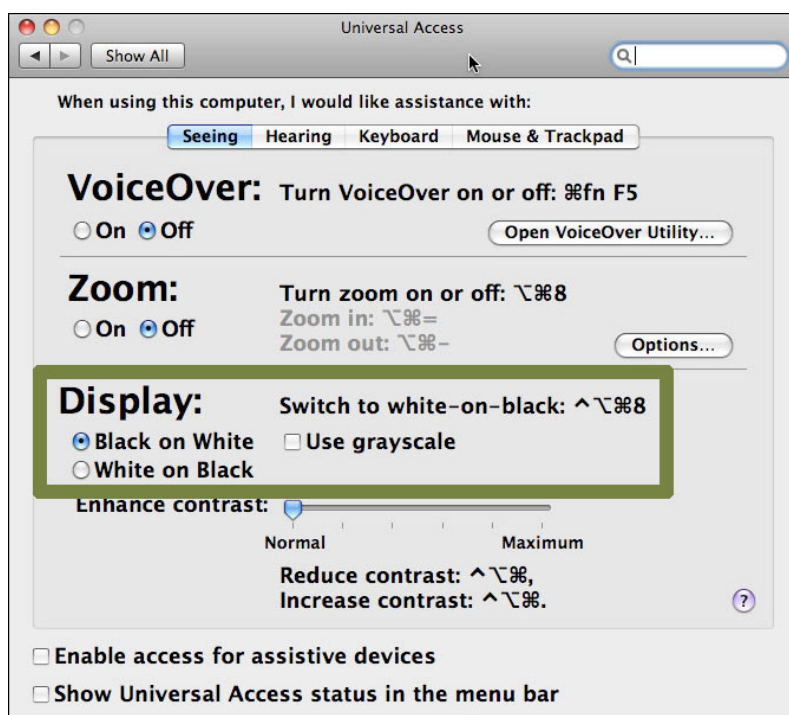 Universal Access
Show All
When using this computer, I would like assistance with:
Seeing Hearing Keyboard Mouse & Trackpad
VoiceOver: Turn VoiceOver on or off: ⌘fn F5
On Off Open VoiceOver Utility...
Zoom: Turn zoom on or off: ⌥⌘8
On Off Zoom in: ⌥⌘=
Zoom out: ⌥⌘- Options...
Display: Switch to white-on-black: ^⌥⌘8
Black on White Use grayscale
White on Black
Enhance contrast:
Normal Maximum
Reduce contrast: ^⌥⌘,
Increase contrast: ^⌥⌘.
?
Enable access for assistive devices
Show Universal Access status in the menu bar